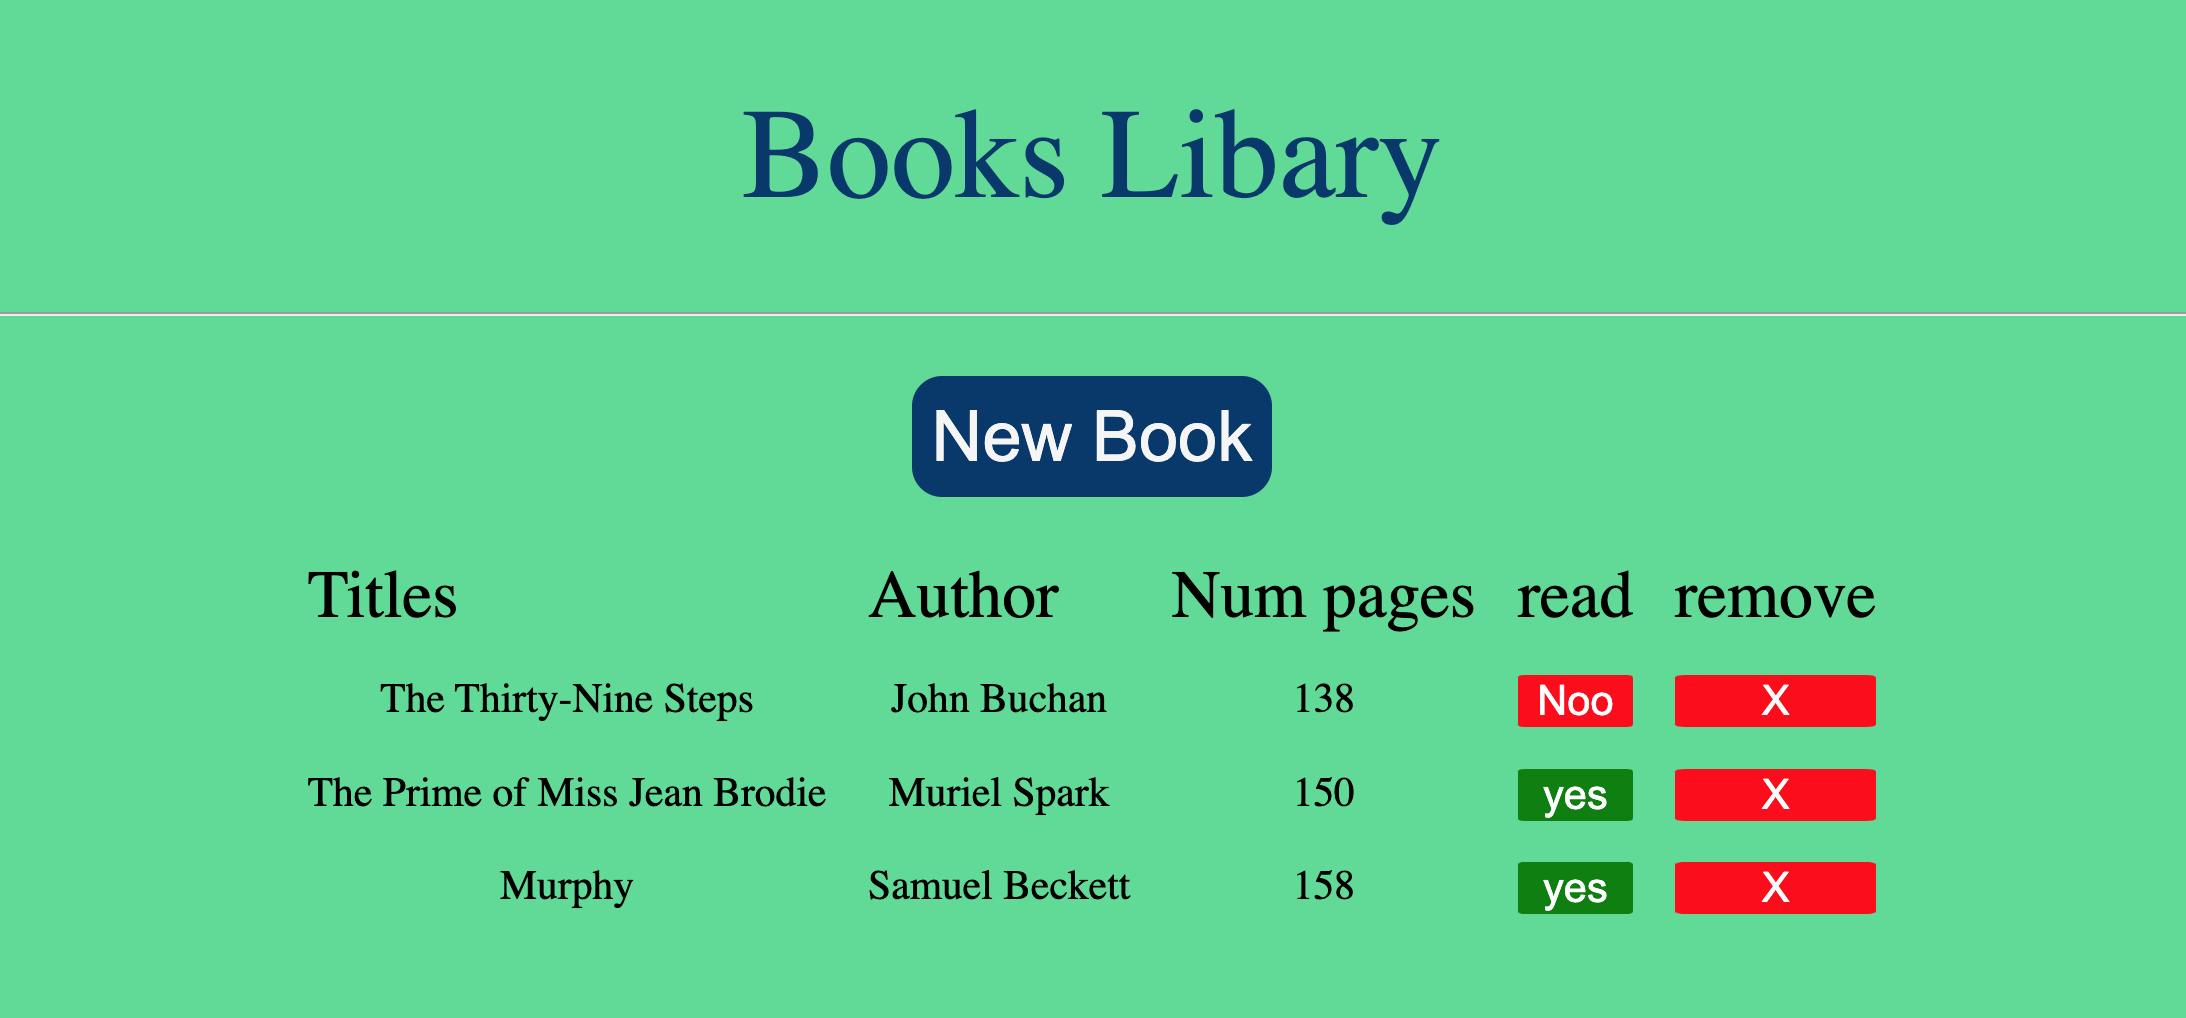 Books Libary
New Book
Titles Author Num pages read remove
The Thirty-Nine Steps John Buchan 138 Noo X
The Prime of Miss Jean Brodie Muriel Spark 150 yes X
Murphy Samuel Beckett 158 yes X